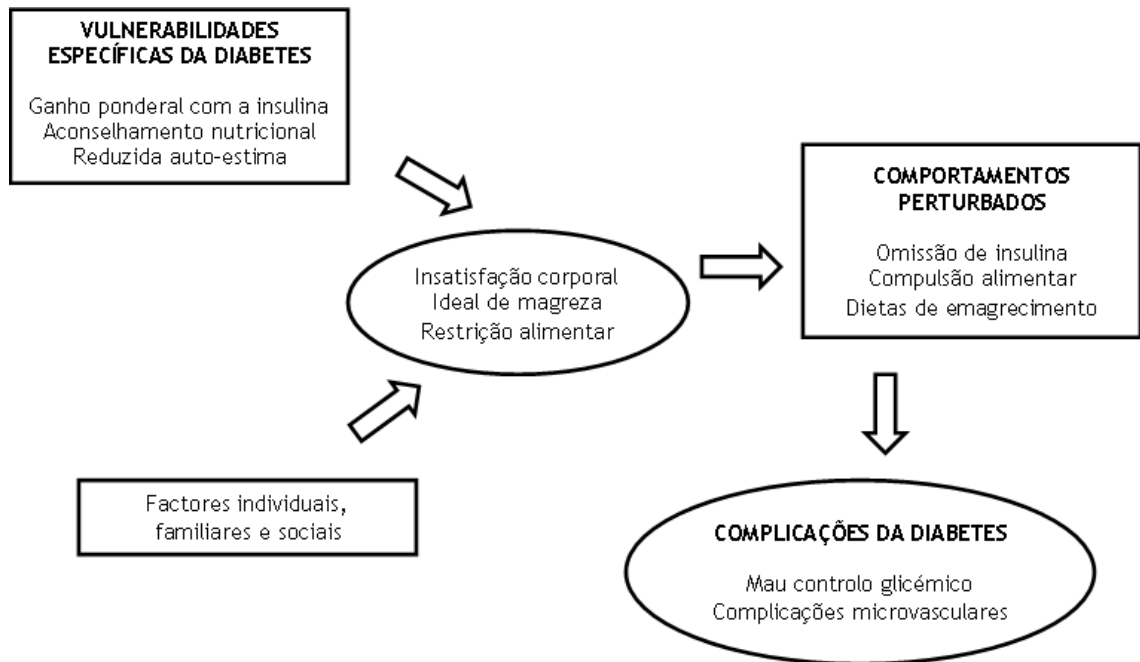 VULNERABILIDADES
ESPECÍFICAS DA DIABETES
Ganho ponderal com a insulina
Aconselhamento nutricional
Reduzida auto-estima
Insatisfação corporal
Ideal de magreza
Restrição alimentar
Factores individuais,
familiares e sociais
COMPORTAMENTOS
PERTURBADOS
Omissão de insulina
Compulsão alimentar
Dietas de emagrecimento
COMPLICAÇÕES DA DIABETES
Mau controlo glicémico
Complicações microvasculares